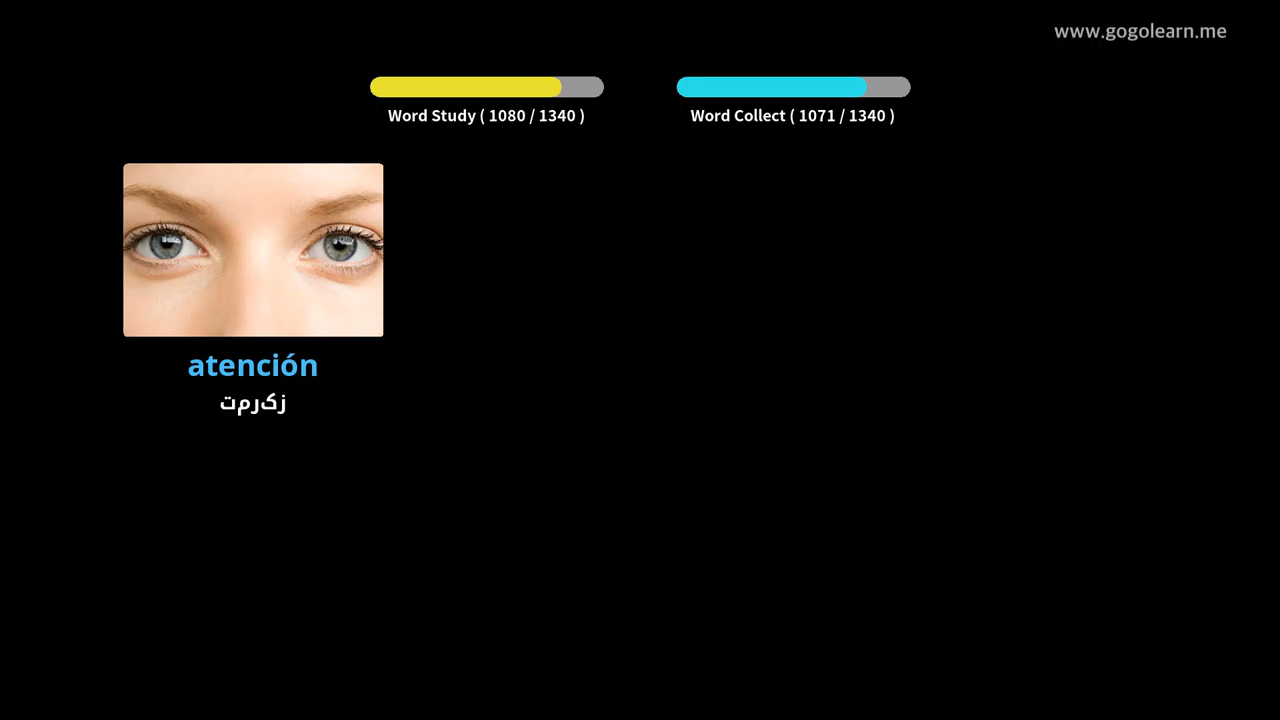 www.gogolearn.me
Word Study ( 1080 / 1340 )
Word Collect ( 1071 / 1340 )
atención
زکرمت